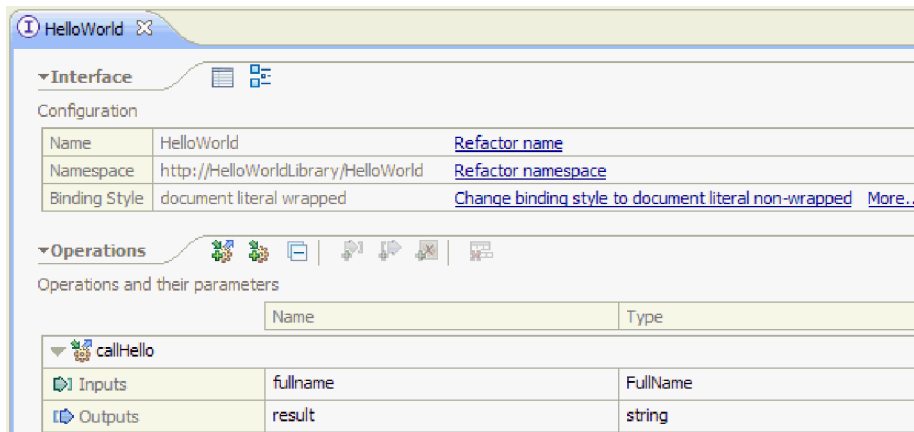 HelloWorld
Interface
Configuration
Name HelloWorld Refactor name
Namespace http://HelloWorldLibrary/HelloWorld Refactor namespace
Binding Style document literal wrapped Change binding style to document literal non-wrapped More..
Operations
Operations and their parameters
Name Type
callHello
Inputs fullname FullName
Outputs result string